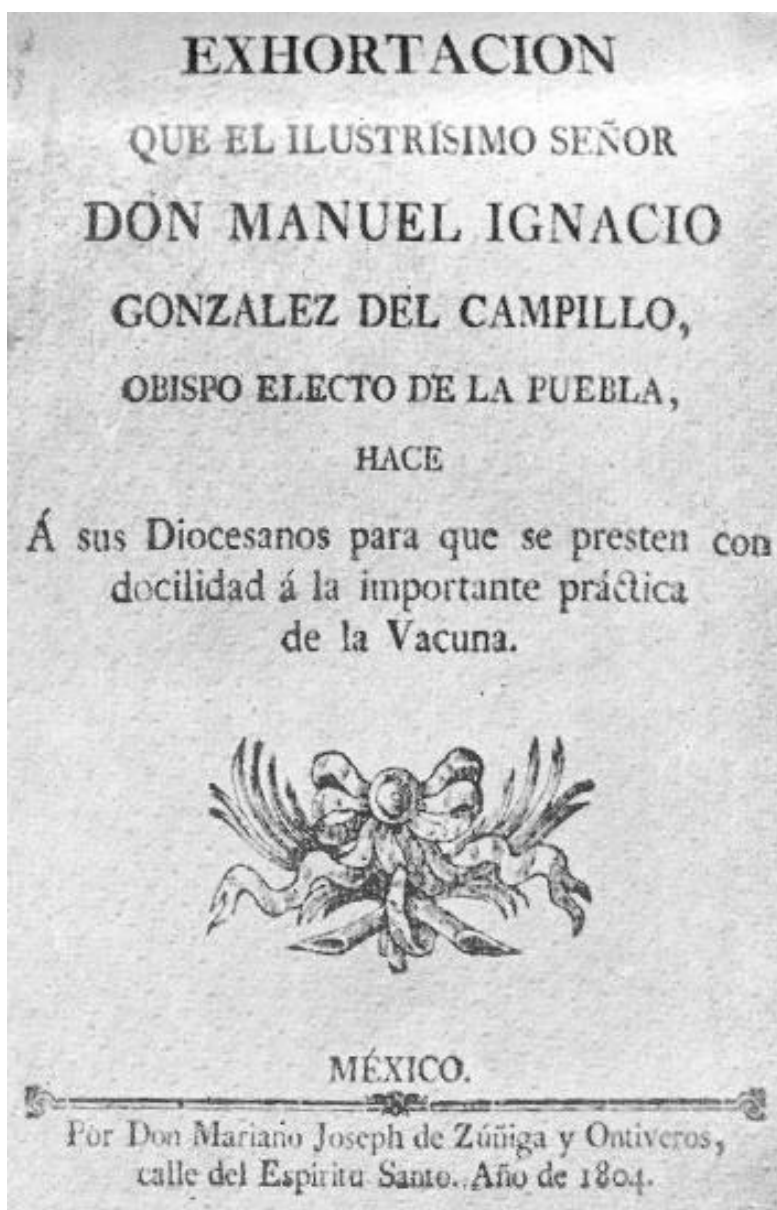 EXHORTACION
QUE EL ILUSTRÍSIMO SEÑOR
DON MANUEL IGNACIO
GONZALEZ DEL CAMPILLO,
OBISPO ELECTO DE LA PUEBLA,
HACE
Á sus Diocesanos para que se presten con
docilidad á la importante práctica
de la Vacuna.
MÉXICO.
Por Don Mariano Joseph de Zúñiga y Ontiveros,
calle del Espíritu Santo. Año de 1804.